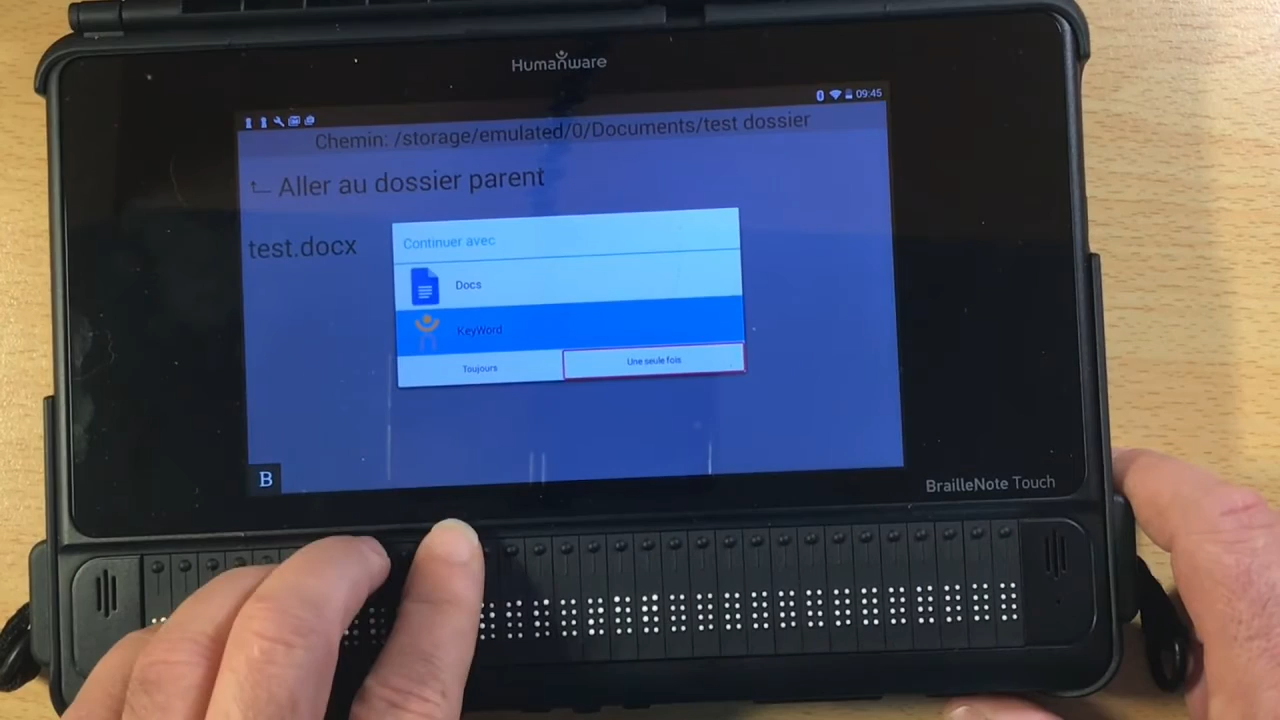 Humanware
09:45
Chemin: /storage/emulated/0/Documents/test dossier
Aller au dossier parent
test.docx
Continuer avec
Docs
KeyWord
Toujours
Une seule fois
B
BrailleNote Touch